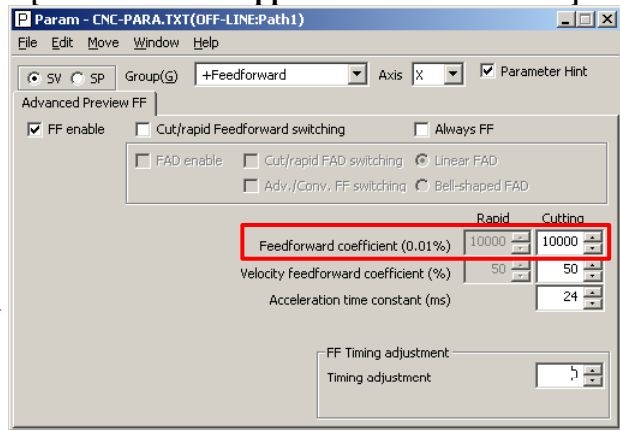 Param - CNC-PARA.TXT(OFF-LINE:Path1)
File Edit Move Window Help
SV SP Group(G) +Feedforward Axis X Parameter Hint
Advanced Preview FF
FF enable Cut/rapid Feedforward switching Always FF
FAD enable Cut/rapid FAD switching Linear FAD
Adv./Conv. FF switching Bell-shaped FAD
Rapid Cutting
Feedforward coefficient (0.01%) 10000 10000
Velocity feedforward coefficient (%) 50 50
Acceleration time constant (ms) 24
FF Timing adjustment
Timing adjustment